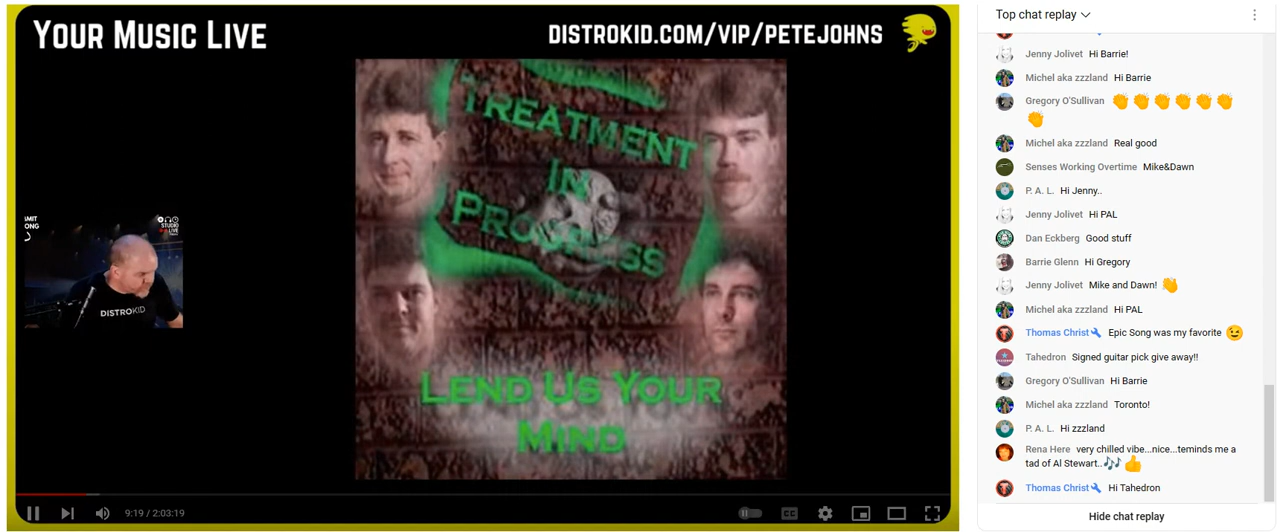 YOUR MUSIC LIVE
DISTROKID.COM/VIP/PETEJOHNS
TREATMENT
IN
PROGRESS
LEND US YOUR
MIND
MIT
ONG
STUDIO
LIVE
DISTROKID
9:19 / 2:03:19
CC
Top chat replay
Jenny Jolivet Hi Barrie!
Michel aka zzzland Hi Barrie
Gregory O'Sullivan 👏👏👏👏👏👏
👏
Michel aka zzzland Real good
Senses Working Overtime Mike&Dawn
P. A. L. Hi Jenny..
Jenny Jolivet Hi PAL
Dan Eckberg Good stuff
Barrie Glenn Hi Gregory
Jenny Jolivet Mike and Dawn! 👏
Michel aka zzzland Hi PAL
Thomas Christ Epic Song was my favorite 😉
Tahedron Signed guitar pick give away!!
Gregory O'Sullivan Hi Barrie
Michel aka zzzland Toronto!
P. A. L. Hi zzzland
Rena Here very chilled vibe...nice...teminds me a
tad of Al Stewart..🎶👍
Thomas Christ Hi Tahedron
Hide chat replay